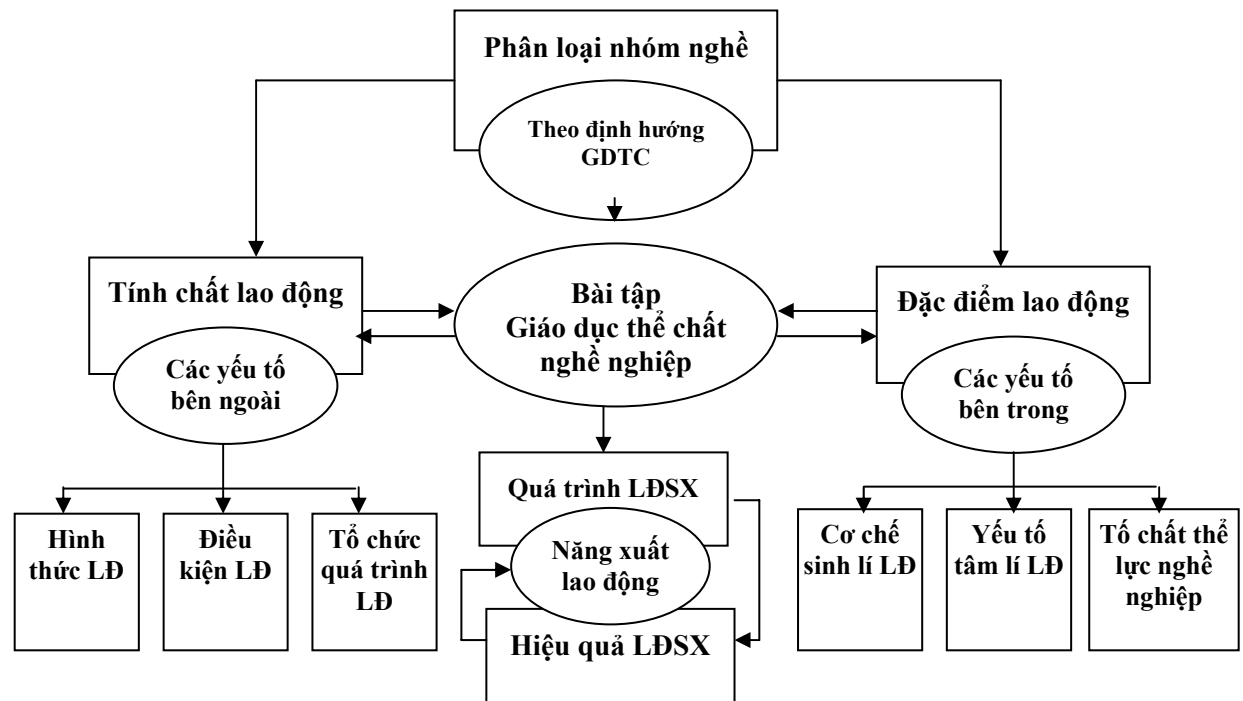 Phân loại nhóm nghề
Theo định hướng
GDTC
Tính chất lao động
Các yếu tố
bên ngoài
Bài tập
Giáo dục thể chất
nghề nghiệp
Đặc điểm lao động
Các yếu tố
bên trong
Hình
thức LĐ
Điều
kiện LĐ
Tổ chức
quá trình
LĐ
Quá trình LĐSX
Năng xuất
lao động
Hiệu quả LĐSX
Cơ chế
sinh lí LĐ
Yếu tố
tâm lí LĐ
Tố chất thể
lực nghề
nghiệp